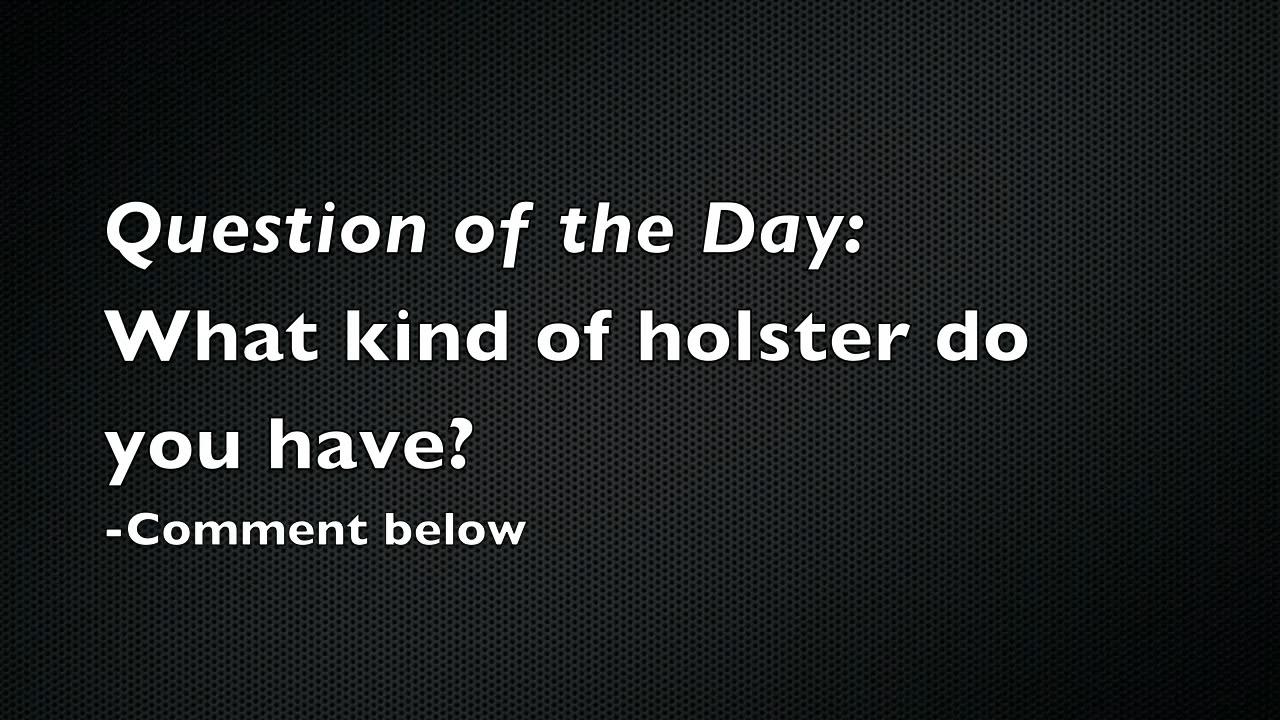 Question of the Day:
What kind of holster do
you have?
-Comment below